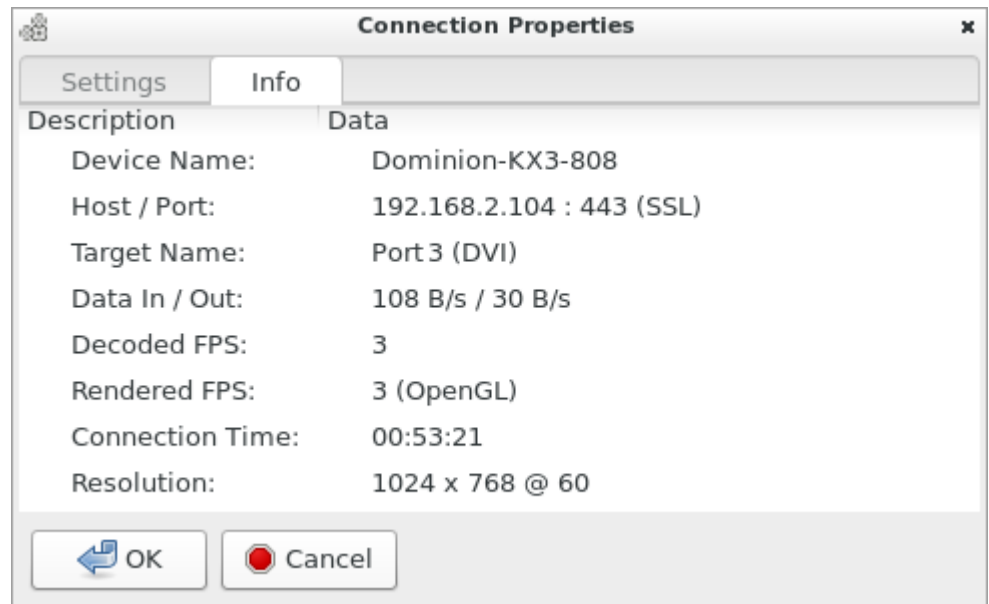 Connection Properties
Settings Info
Description Data
Device Name: Dominion-KX3-808
Host / Port: 192.168.2.104 : 443 (SSL)
Target Name: Port 3 (DVI)
Data In / Out: 108 B/s / 30 B/s
Decoded FPS: 3
Rendered FPS: 3 (OpenGL)
Connection Time: 00:53:21
Resolution: 1024 x 768 @ 60
OK Cancel